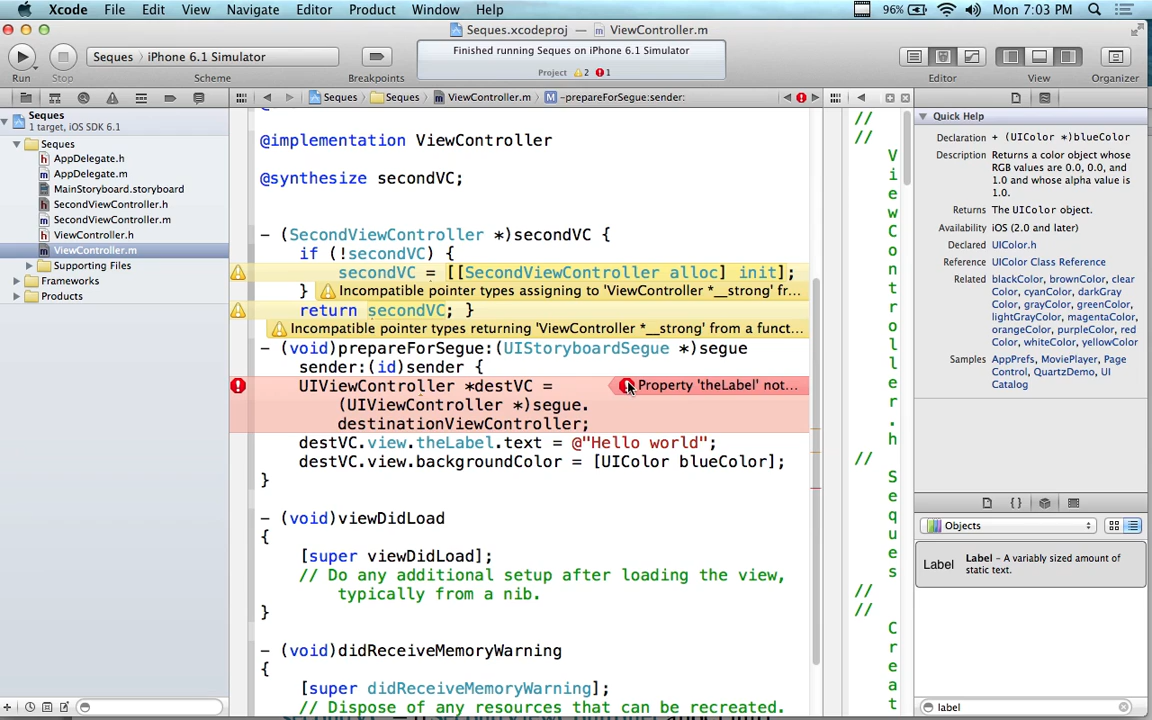 Xcode File Edit View Navigate Editor Product Window Help 96% Mon 7:03 PM
Seques.xcodeproj — ViewController.m
Run Stop
Seques > iPhone 6.1 Simulator
Scheme
Breakpoints
Finished running Seques on iPhone 6.1 Simulator
Project 2 1
Editor View Organizer
Seques Seques ViewController.m -prepareForSegue:sender:
Seques
1 target, iOS SDK 6.1
Seques
AppDelegate.h
AppDelegate.m
MainStoryboard.storyboard
SecondViewController.h
SecondViewController.m
ViewController.h
ViewController.m
Supporting Files
Frameworks
Products
@implementation ViewController
@synthesize secondVC;
- (SecondViewController *)secondVC {
if (!secondVC) {
secondVC = [[SecondViewController alloc] init];
} Incompatible pointer types assigning to 'ViewController *__strong' fr...
return secondVC; }
Incompatible pointer types returning 'ViewController *__strong' from a funct...
- (void)prepareForSegue:(UIStoryboardSegue *)segue
sender:(id)sender {
UIViewController *destVC = Property 'theLabel' not...
(UIViewController *)segue.
destinationViewController;
destVC.view.theLabel.text = @"Hello world";
destVC.view.backgroundColor = [UIColor blueColor];
}
- (void)viewDidLoad
{
[super viewDidLoad];
// Do any additional setup after loading the view,
typically from a nib.
}
- (void)didReceiveMemoryWarning
{
[super didReceiveMemoryWarning];
// Dispose of any resources that can be recreated.
//
//
V
i
e
w
C
o
n
t
r
o
l
l
e
r
.
h
//
S
e
q
u
e
s
//
//
C
r
e
a
t
Quick Help
Declaration + (UIColor *)blueColor
Description Returns a color object whose
RGB values are 0.0, 0.0, and
1.0 and whose alpha value is
1.0.
Returns The UIColor object.
Availability iOS (2.0 and later)
Declared UIColor.h
Reference UIColor Class Reference
Related blackColor, brownColor, clear
Color, cyanColor, darkGray
Color, grayColor, greenColor,
lightGrayColor, magentaColor,
orangeColor, purpleColor, red
Color, whiteColor, yellowColor
Samples AppPrefs, MoviePlayer, Page
Control, QuartzDemo, UI
Catalog
{ }
Objects
Label Label - A variably sized amount of
static text.
label